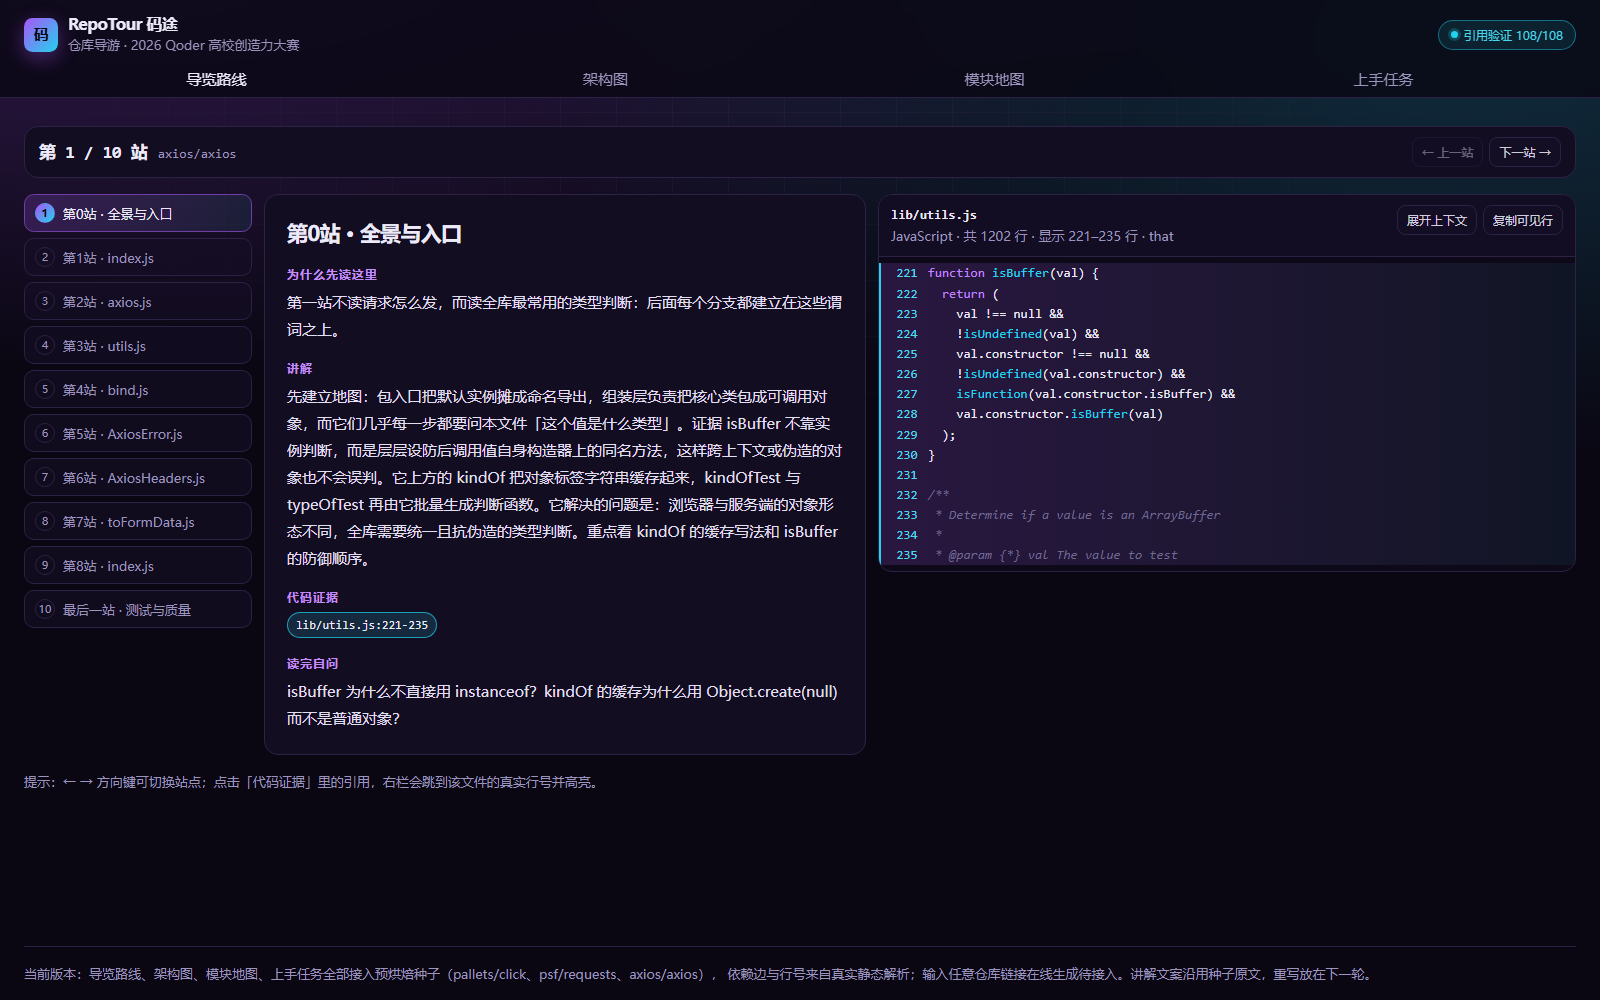 码
RepoTour 码途
仓库导游 · 2026 Qoder 高校创造力大赛
引用验证 108/108
导览路线
架构图
模块地图
上手任务
第 1 / 10 站 axios/axios
← 上一站
下一站 →
1 第0站 · 全景与入口
2 第1站 · index.js
3 第2站 · axios.js
4 第3站 · utils.js
5 第4站 · bind.js
6 第5站 · AxiosError.js
7 第6站 · AxiosHeaders.js
8 第7站 · toFormData.js
9 第8站 · index.js
10 最后一站 · 测试与质量
第0站 · 全景与入口
为什么先读这里
第一站不读请求怎么发，而读全库最常用的类型判断：后面每个分支都建立在这些谓
词之上。
讲解
先建立地图：包入口把默认实例摊成命名导出，组装层负责把核心类包成可调用对
象，而它们几乎每一步都要问本文件「这个值是什么类型」。证据 isBuffer 不靠实
例判断，而是层层设防后调用值自身构造器上的同名方法，这样跨上下文或伪造的对
象也不会误判。它上方的 kindOf 把对象标签字符串缓存起来，kindOfTest 与
typeOfTest 再由它批量生成判断函数。它解决的问题是：浏览器与服务端的对象形
态不同，全库需要统一且抗伪造的类型判断。重点看 kindOf 的缓存写法和 isBuffer
的防御顺序。
代码证据
lib/utils.js:221-235
读完自问
isBuffer 为什么不直接用 instanceof？kindOf 的缓存为什么用 Object.create(null)
而不是普通对象？
lib/utils.js
JavaScript · 共 1202 行 · 显示 221–235 行 · that
展开上下文
复制可见行
221 function isBuffer(val) {
222   return (
223     val !== null &&
224     !isUndefined(val) &&
225     val.constructor !== null &&
226     !isUndefined(val.constructor) &&
227     isFunction(val.constructor.isBuffer) &&
228     val.constructor.isBuffer(val)
229   );
230 }
231
232 /**
233  * Determine if a value is an ArrayBuffer
234  *
235  * @param {*} val The value to test
提示：← → 方向键可切换站点；点击「代码证据」里的引用，右栏会跳到该文件的真实行号并高亮。
当前版本：导览路线、架构图、模块地图、上手任务全部接入预烘焙种子（pallets/click、psf/requests、axios/axios），依赖边与行号来自真实静态解析；输入任意仓库链接在线生成待接入。讲解文案沿用种子原文，重写放在下一轮。